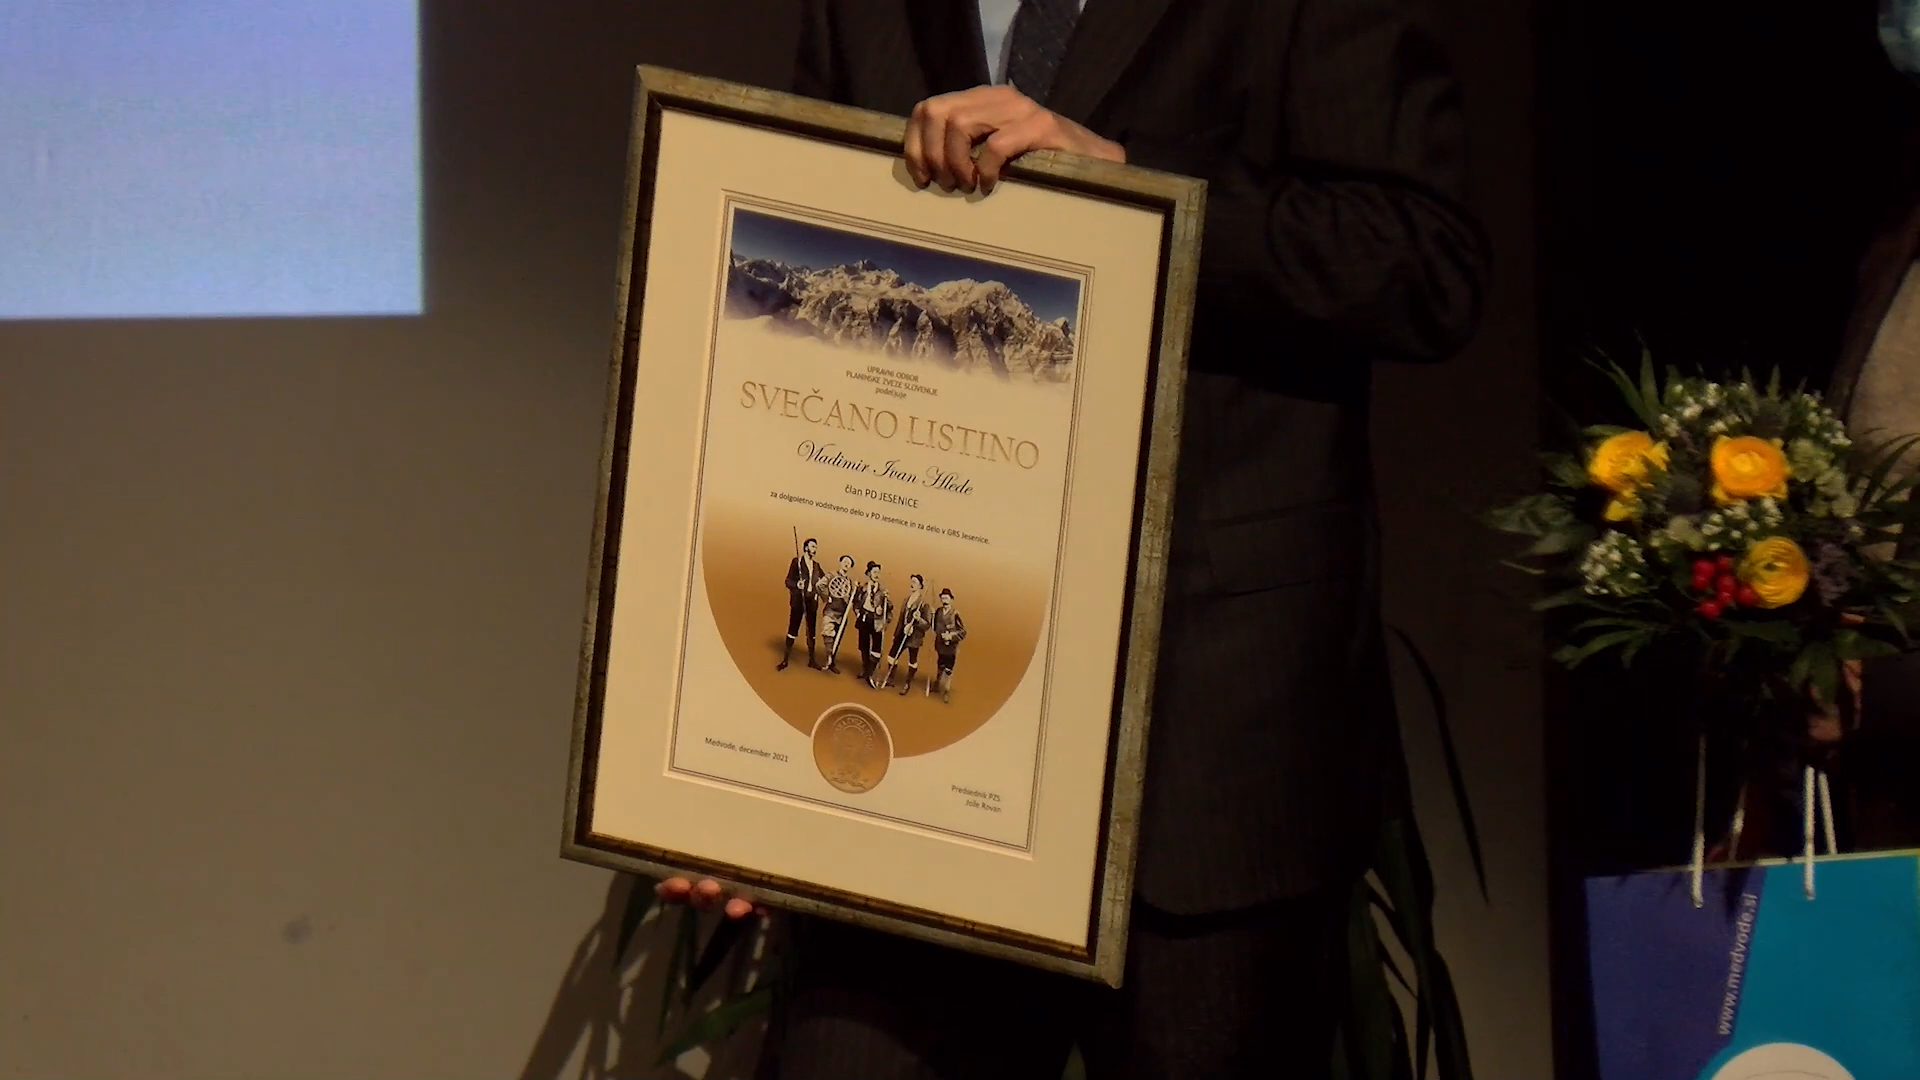 UPRAVNI ODBOR
PLANINSKE ZVEZE SLOVENIJE
podeljuje
SVEČANO LISTINO
Vladimir Ivan Hlede
član PD JESENICE
za dolgoletno vodstveno delo v PD Jesenice in za delo v GRS Jesenice.
Medvode, december 2021
Predsednik PZS
Jože Rovan
www.medvode.si